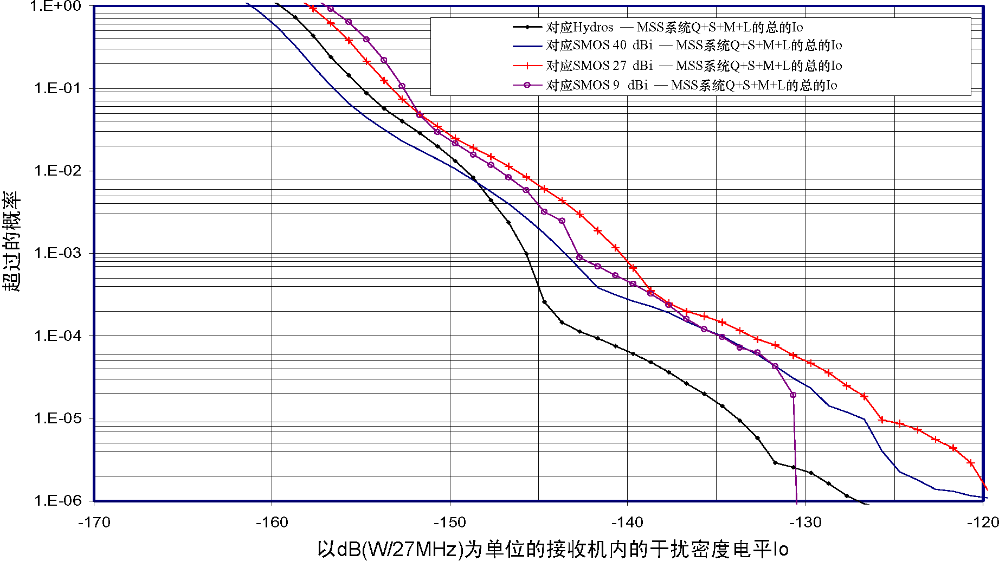 1.E+00
对应Hydros — MSS系统Q+S+M+L的总的Io
对应SMOS 40 dBi — MSS系统Q+S+M+L的总的Io
对应SMOS 27 dBi — MSS系统Q+S+M+L的总的Io
对应SMOS 9 dBi — MSS系统Q+S+M+L的总的Io
1.E-01
1.E-02
超过的概率
1.E-03
1.E-04
1.E-05
1.E-06
-170 -160 -150 -140 -130 -120
以dB(W/27MHz)为单位的接收机内的干扰密度电平Io